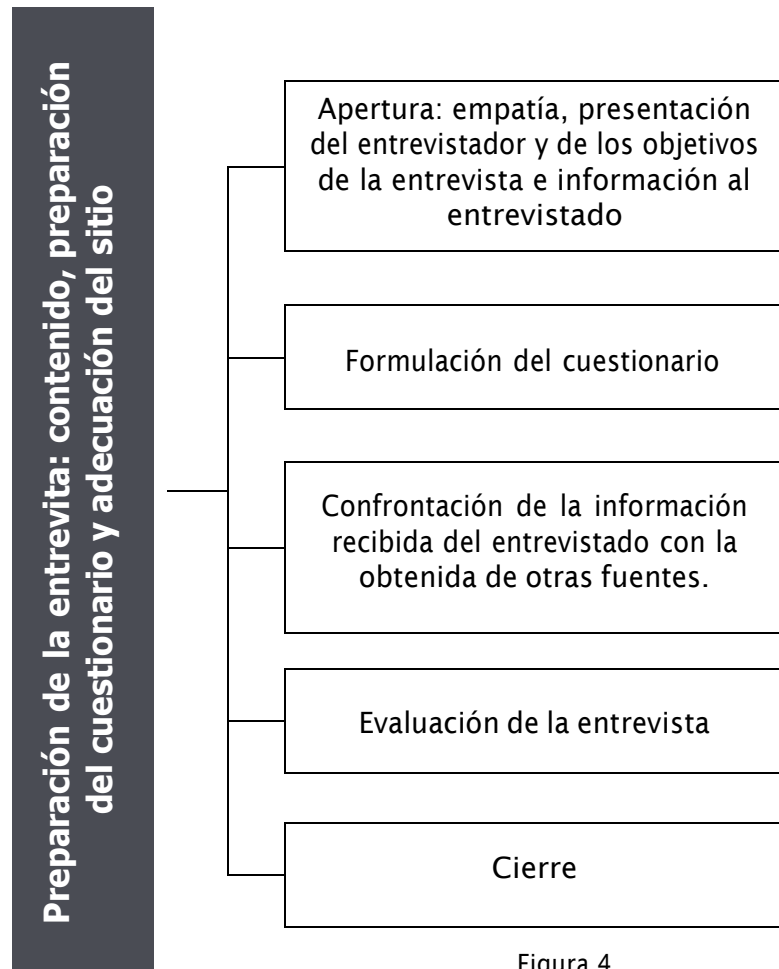 Preparación de la entrevita: contenido, preparación
del cuestionario y adecuación del sitio
Apertura: empatía, presentación
del entrevistador y de los objetivos
de la entrevista e información al
entrevistado
Formulación del cuestionario
Confrontación de la información
recibida del entrevistado con la
obtenida de otras fuentes.
Evaluación de la entrevista
Cierre
Figura 4